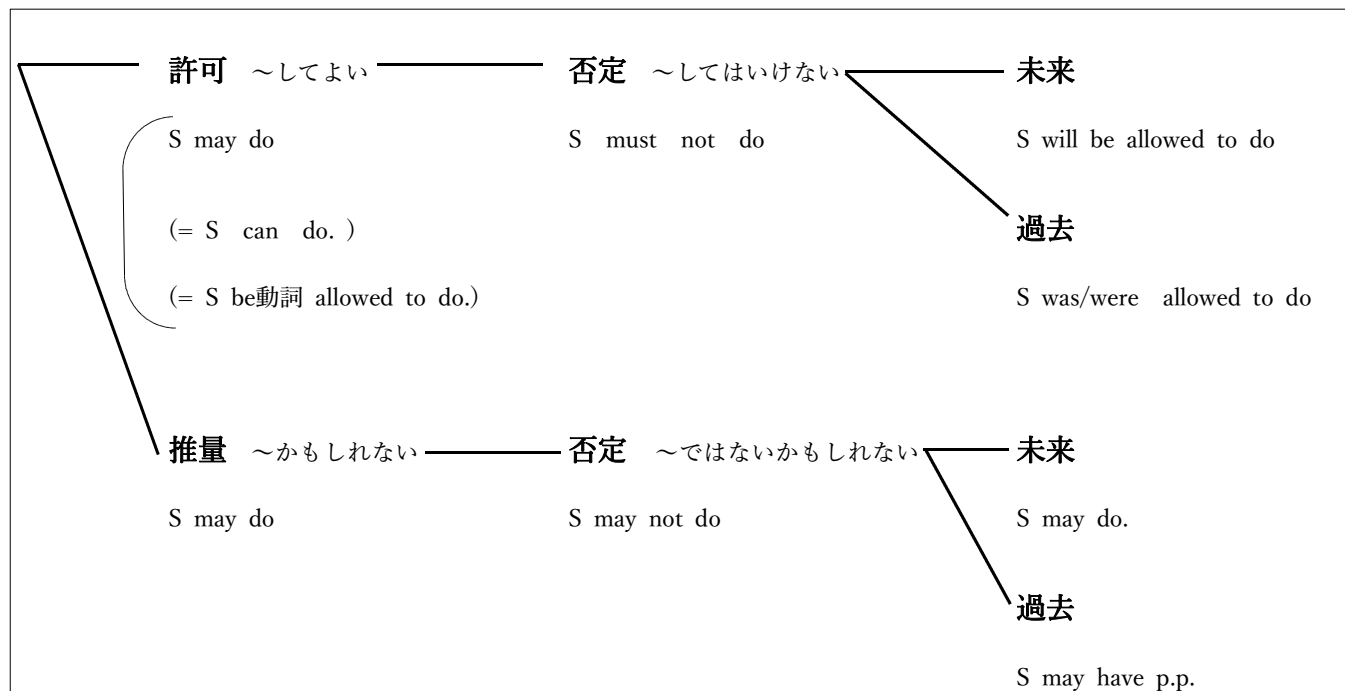 許可 ～してよい 否定 ～してはいけない 未来
S may do S must not do S will be allowed to do
(= S can do. ) 過去
(= S be動詞 allowed to do.) S was/were allowed to do
推量 ～かもしれない 否定 ～ではないかもしれない 未来
S may do S may not do S may do.
過去
S may have p.p.